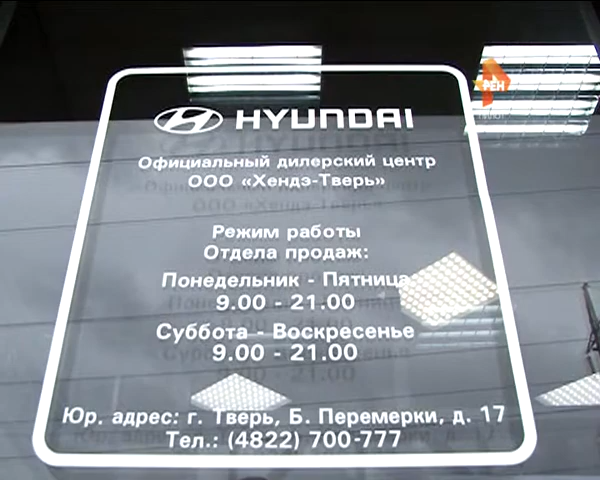 HYUNDAI
Официальный дилерский центр
ООО «Хендэ-Тверь»
Режим работы
Отдела продаж:
Понедельник - Пятница
9.00 - 21.00
Суббота - Воскресенье
9.00 - 21.00
Юр. адрес: г. Тверь, Б. Перемерки, д. 17
Тел.: (4822) 700-777
РЕН